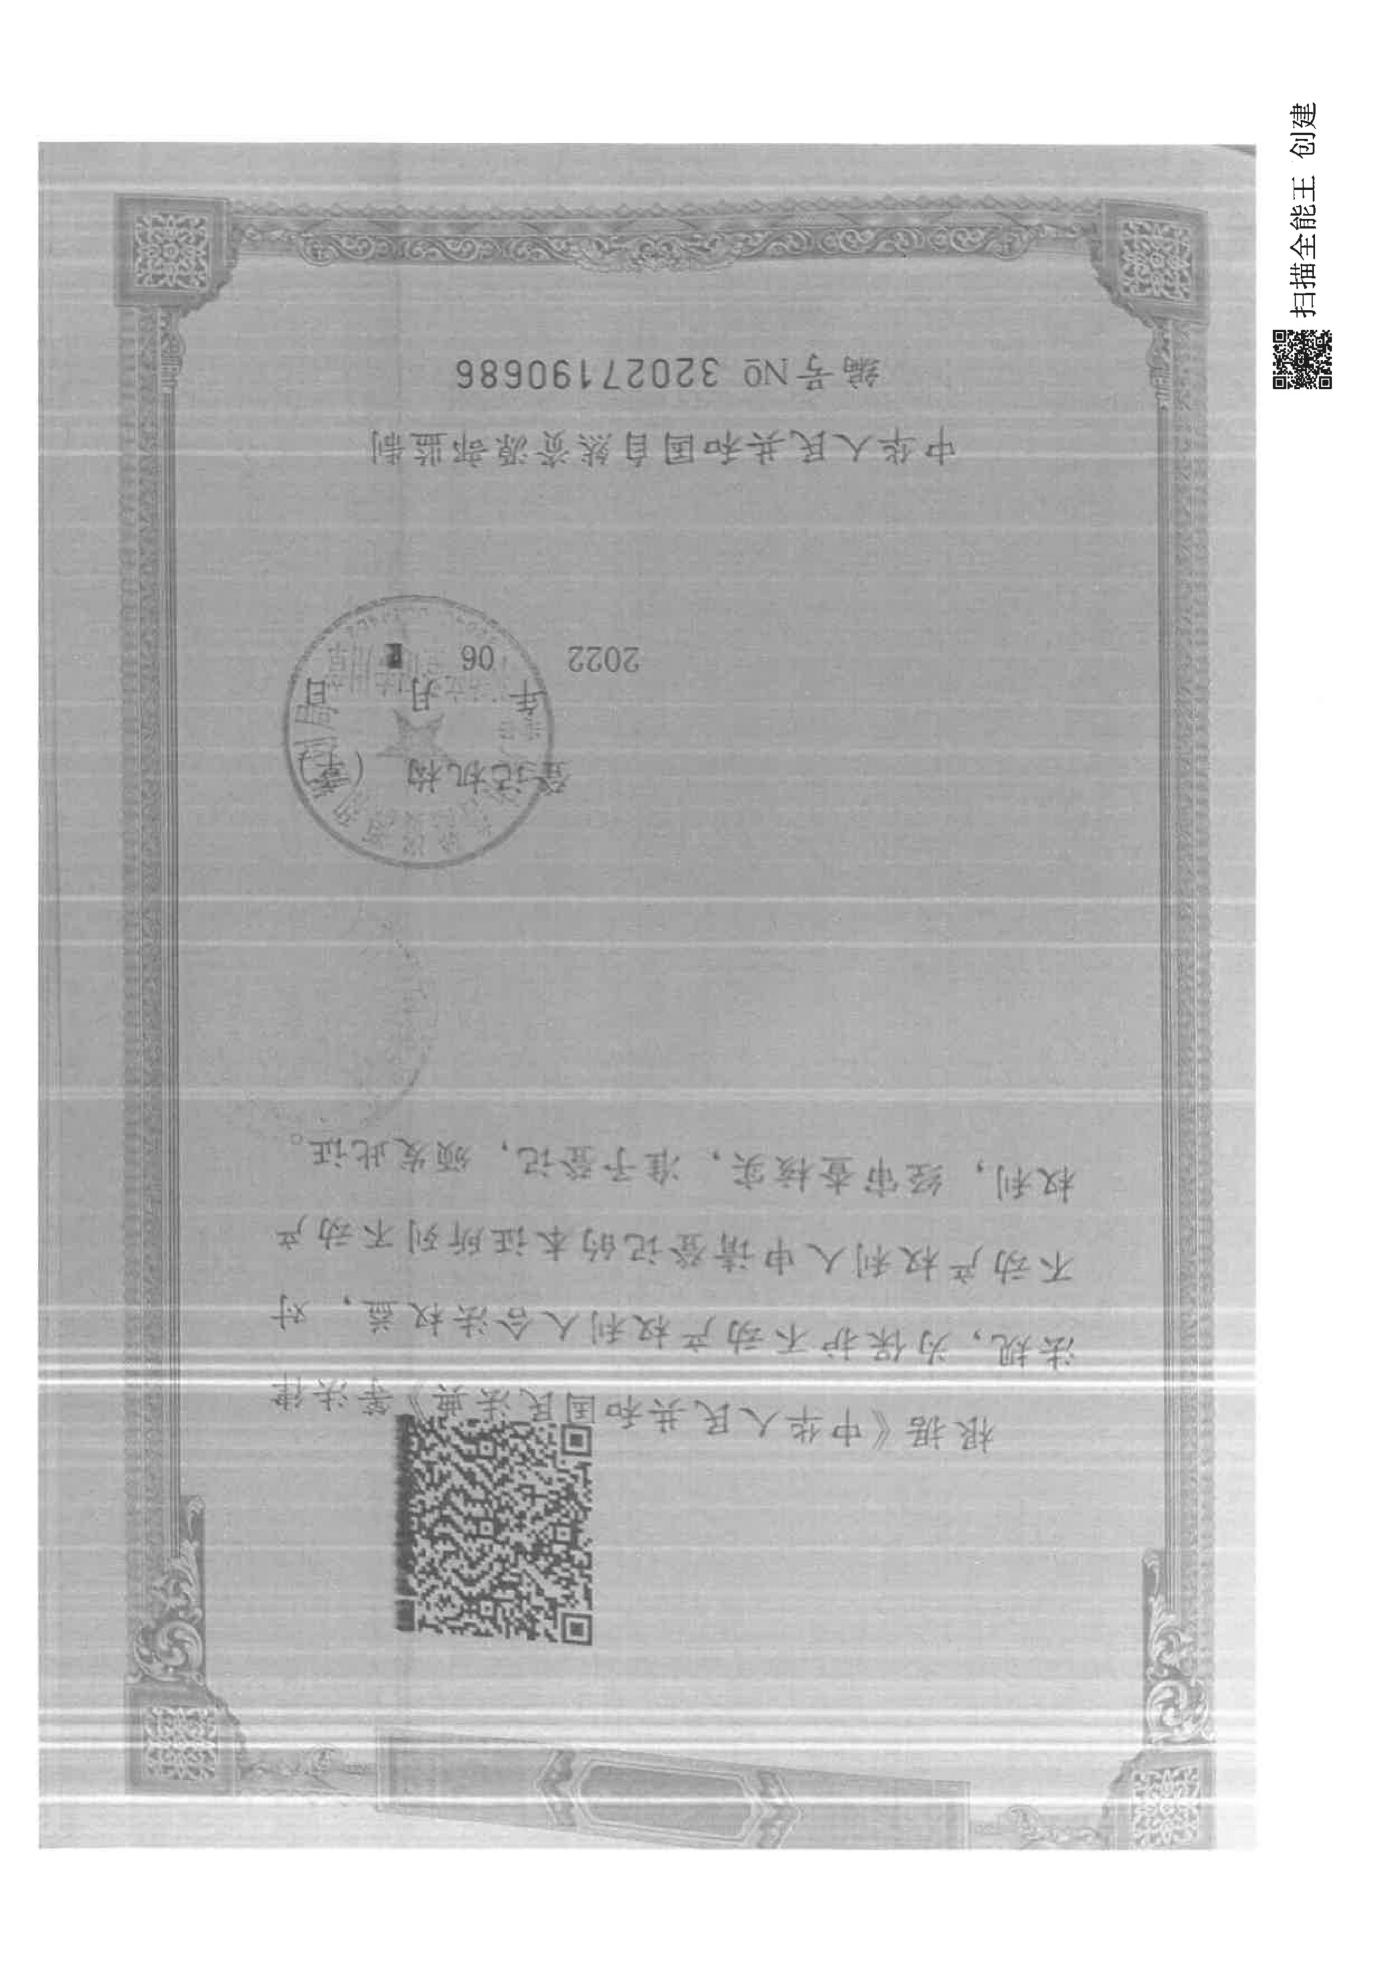 根据《中华人民共和国民法典》等法律
法规，为保护不动产权利人合法权益，对
不动产权利人申请登记的本证所列不动产
权利，经审查核实，准予登记，颁发此证。
登记机构（章）
2022 06
年 月 日
中华人民共和国自然资源部监制
编号№ 32027190686
扫描全能王 创建